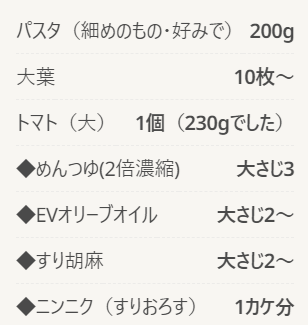 パスタ（細めのもの・好みで） 200g
大葉 10枚〜
トマト（大） 1個（230gでした）
◆めんつゆ(2倍濃縮) 大さじ3
◆EVオリーブオイル 大さじ2〜
◆すり胡麻 大さじ2〜
◆ニンニク（すりおろす） 1カケ分